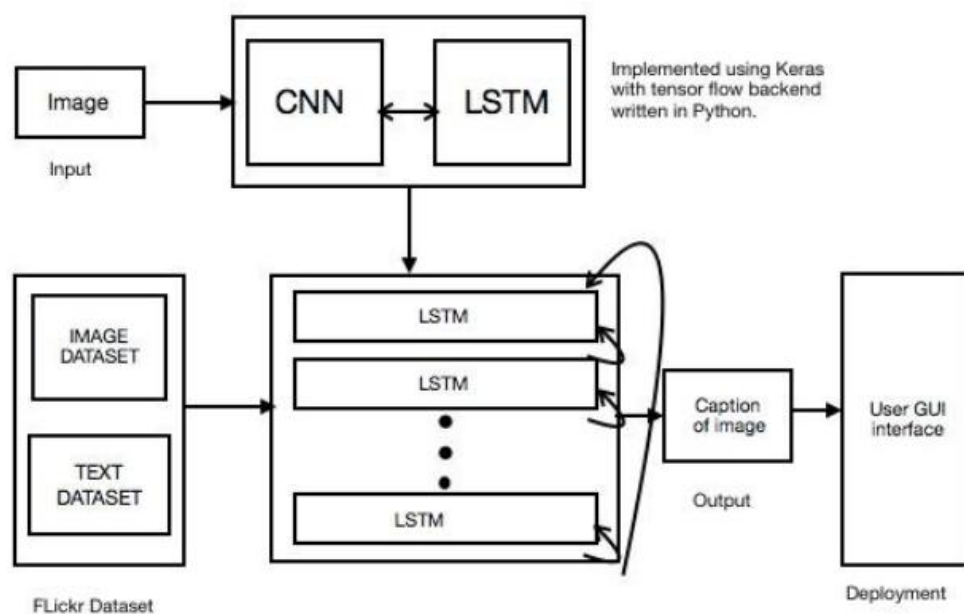 Image
Input
CNN
LSTM
Implemented using Keras
with tensor flow backend
written in Python.
IMAGE
DATASET
TEXT
DATASET
FLickr Dataset
LSTM
LSTM
LSTM
Caption
of image
Output
User GUI
interface
Deployment